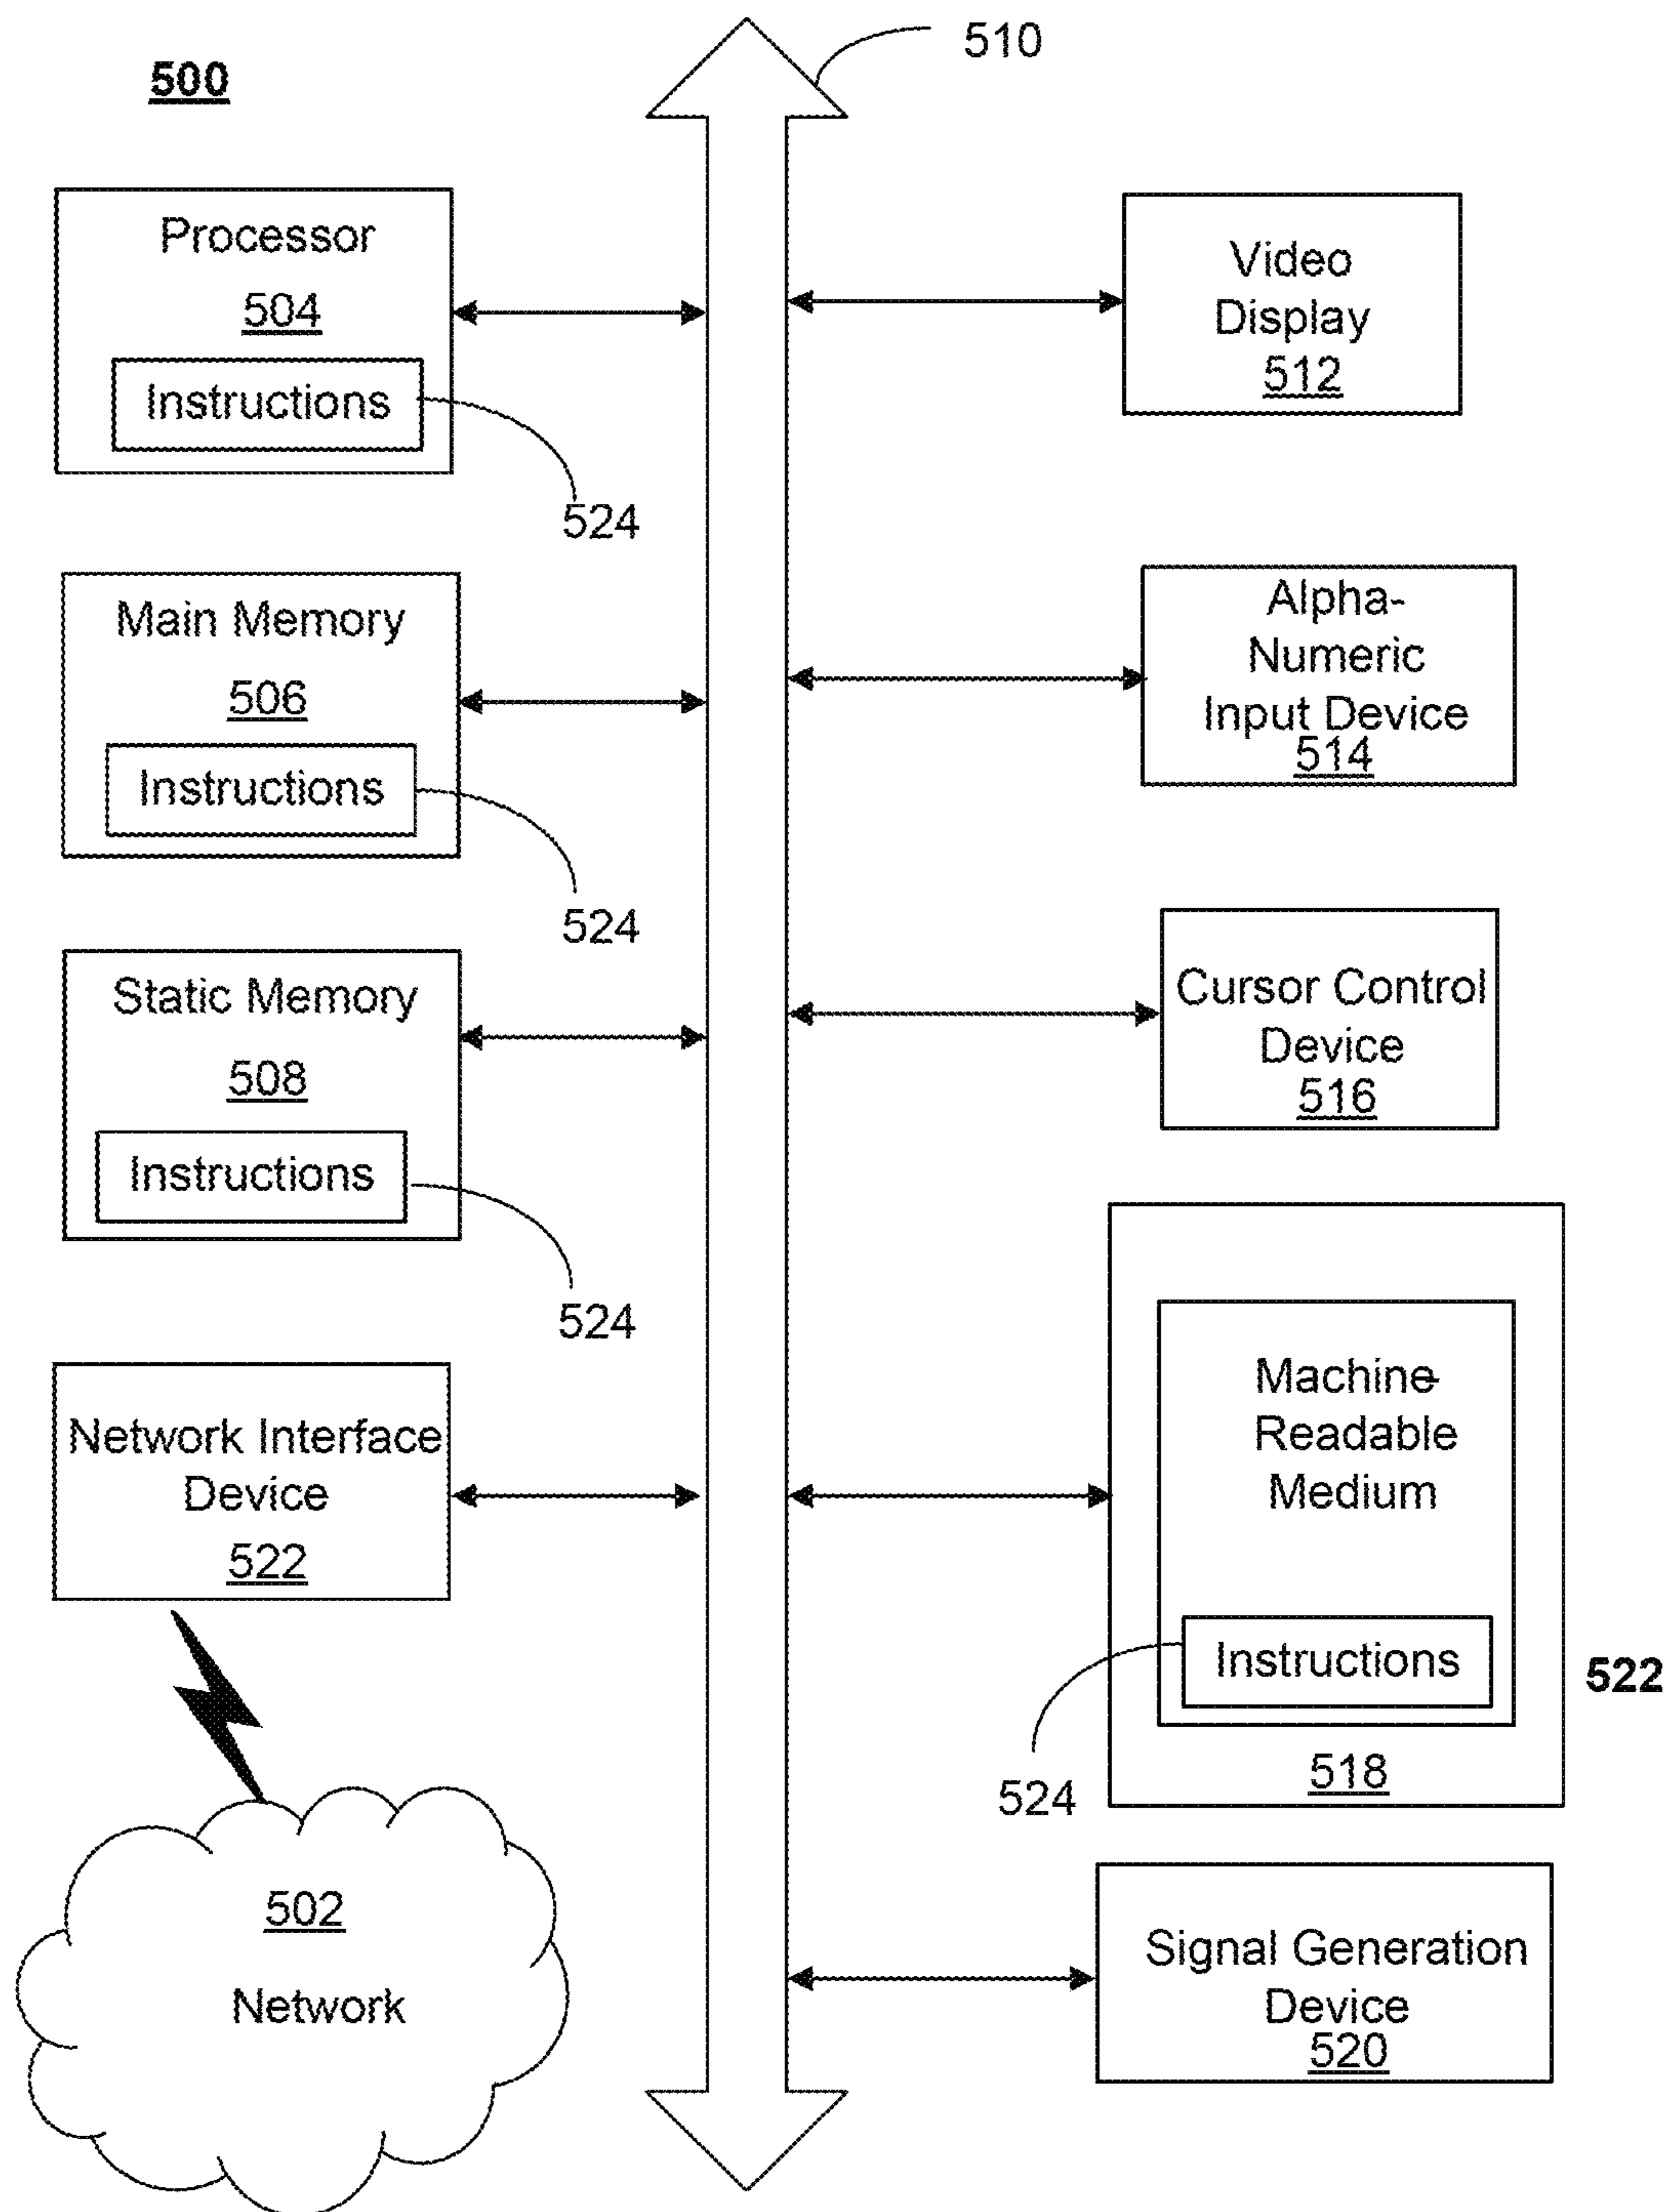 500
510
Processor
504
Instructions
524
Main Memory
506
Instructions
524
Static Memory
508
Instructions
524
Network Interface
Device
522
502
Network
Video
Display
512
Alpha-
Numeric
Input Device
514
Cursor Control
Device
516
Machine-
Readable
Medium
Instructions
522
524
518
Signal Generation
Device
520